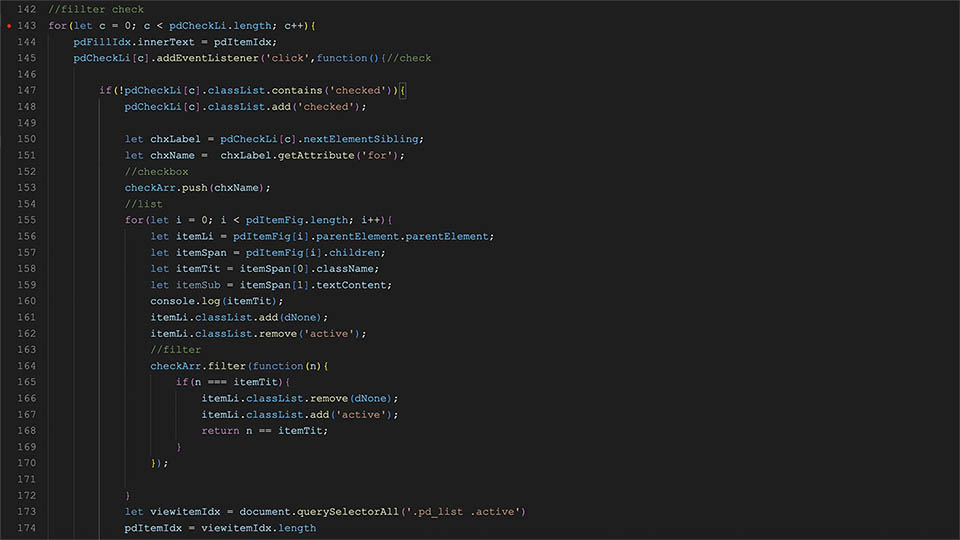 142 //fillter check
143 for(let c = 0; c < pdCheckLi.length; c++){
144 pdFillIdx.innerText = pdItemIdx;
145 pdCheckLi[c].addEventListener('click',function(){//check
146
147 if(!pdCheckLi[c].classList.contains('checked')){
148 pdCheckLi[c].classList.add('checked');
149
150 let chxLabel = pdCheckLi[c].nextElementSibling;
151 let chxName =  chxLabel.getAttribute('for');
152 //checkbox
153 checkArr.push(chxName);
154 //list
155 for(let i = 0; i < pdItemFig.length; i++){
156 let itemLi = pdItemFig[i].parentElement.parentElement;
157 let itemSpan = pdItemFig[i].children;
158 let itemTit = itemSpan[0].className;
159 let itemSub = itemSpan[1].textContent;
160 console.log(itemTit);
161 itemLi.classList.add(dNone);
162 itemLi.classList.remove('active');
163 //filter
164 checkArr.filter(function(n){
165 if(n === itemTit){
166 itemLi.classList.remove(dNone);
167 itemLi.classList.add('active');
168 return n == itemTit;
169 }
170 });
171
172 }
173 let viewitemIdx = document.querySelectorAll('.pd_list .active')
174 pdItemIdx = viewitemIdx.length